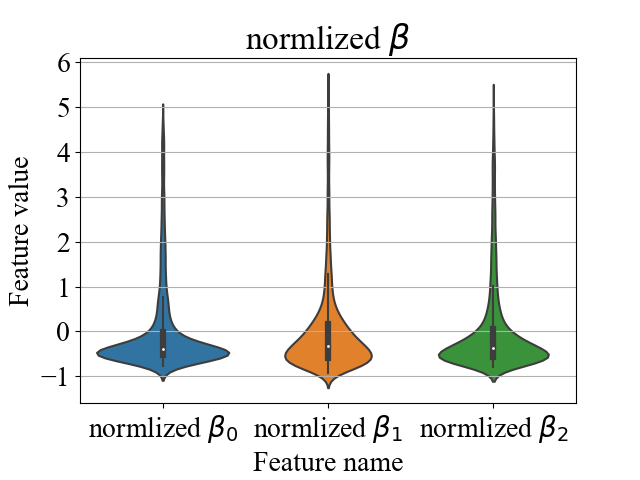 normlized β
6
5
4
3
2
1
0
−1
Feature value
normlized β₀ normlized β₁ normlized β₂
Feature name